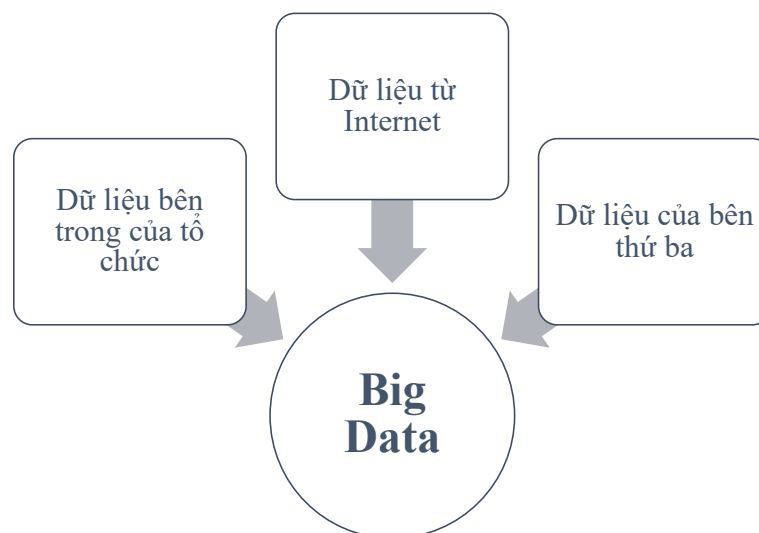 Dữ liệu bên
trong của tổ
chức
Dữ liệu từ
Internet
Dữ liệu của bên
thứ ba
Big
Data